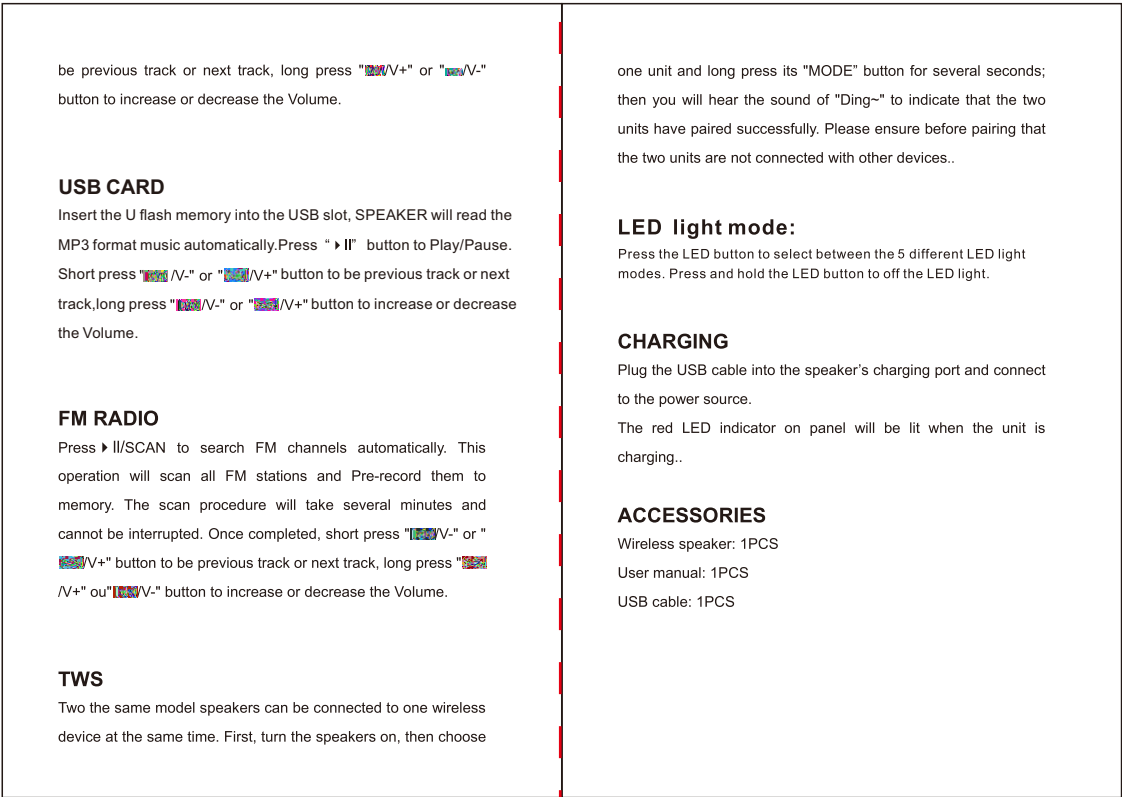 be previous track or next track, long press "/V+" or "/V-"
button to increase or decrease the Volume.
USB CARD
Insert the U flash memory into the USB slot, SPEAKER will read the
MP3 format music automatically.Press “⏵II” button to Play/Pause.
Short press "/V-" or "/V+" button to be previous track or next
track,long press "/V-" or "/V+" button to increase or decrease
the Volume.
FM RADIO
Press ⏵II/SCAN to search FM channels automatically. This
operation will scan all FM stations and Pre-record them to
memory. The scan procedure will take several minutes and
cannot be interrupted. Once completed, short press "/V-" or "
/V+" button to be previous track or next track, long press "
/V+" ou"/V-" button to increase or decrease the Volume.
TWS
Two the same model speakers can be connected to one wireless
device at the same time. First, turn the speakers on, then choose
one unit and long press its "MODE” button for several seconds;
then you will hear the sound of "Ding~" to indicate that the two
units have paired successfully. Please ensure before pairing that
the two units are not connected with other devices..
LED light mode:
Press the LED button to select between the 5 different LED light
modes. Press and hold the LED button to off the LED light.
CHARGING
Plug the USB cable into the speaker’s charging port and connect
to the power source.
The red LED indicator on panel will be lit when the unit is
charging..
ACCESSORIES
Wireless speaker: 1PCS
User manual: 1PCS
USB cable: 1PCS